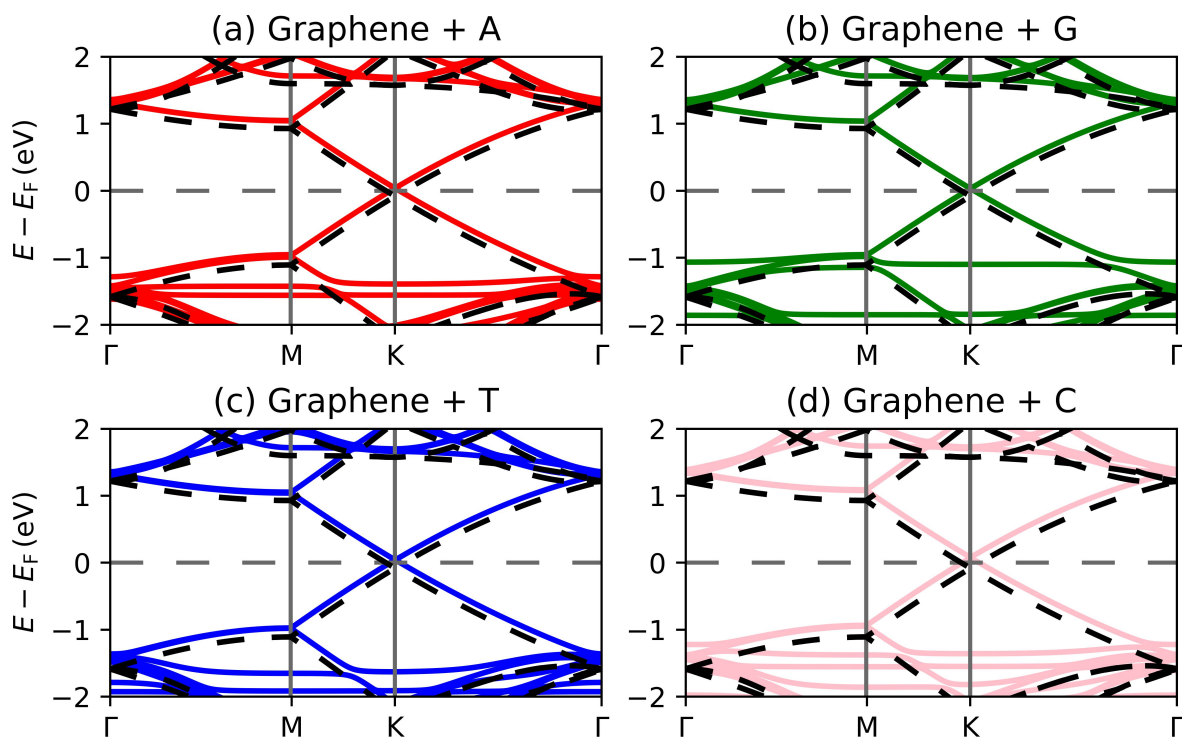 (a) Graphene + A
(b) Graphene + G
E − E_F (eV)
2
1
0
−1
−2
Γ
M
K
Γ
2
1
0
−1
−2
Γ
M
K
Γ
(c) Graphene + T
(d) Graphene + C
E − E_F (eV)
2
1
0
−1
−2
Γ
M
K
Γ
2
1
0
−1
−2
Γ
M
K
Γ